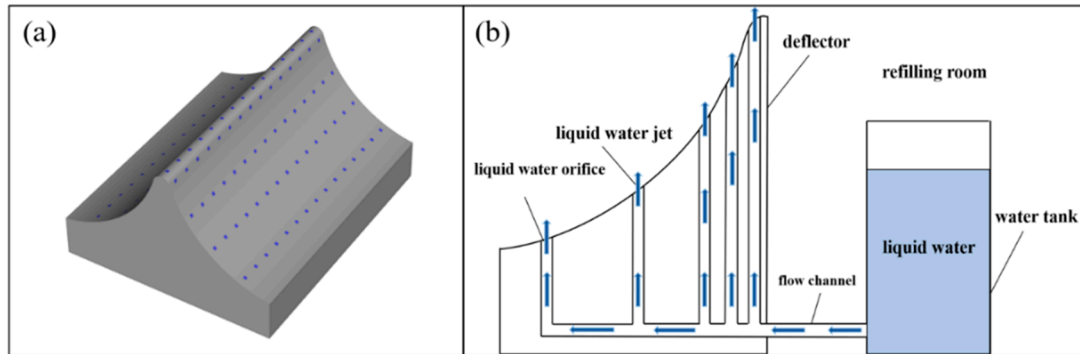 (a)
(b)
deflector
refilling room
liquid water jet
liquid water orifice
water tank
liquid water
flow channel